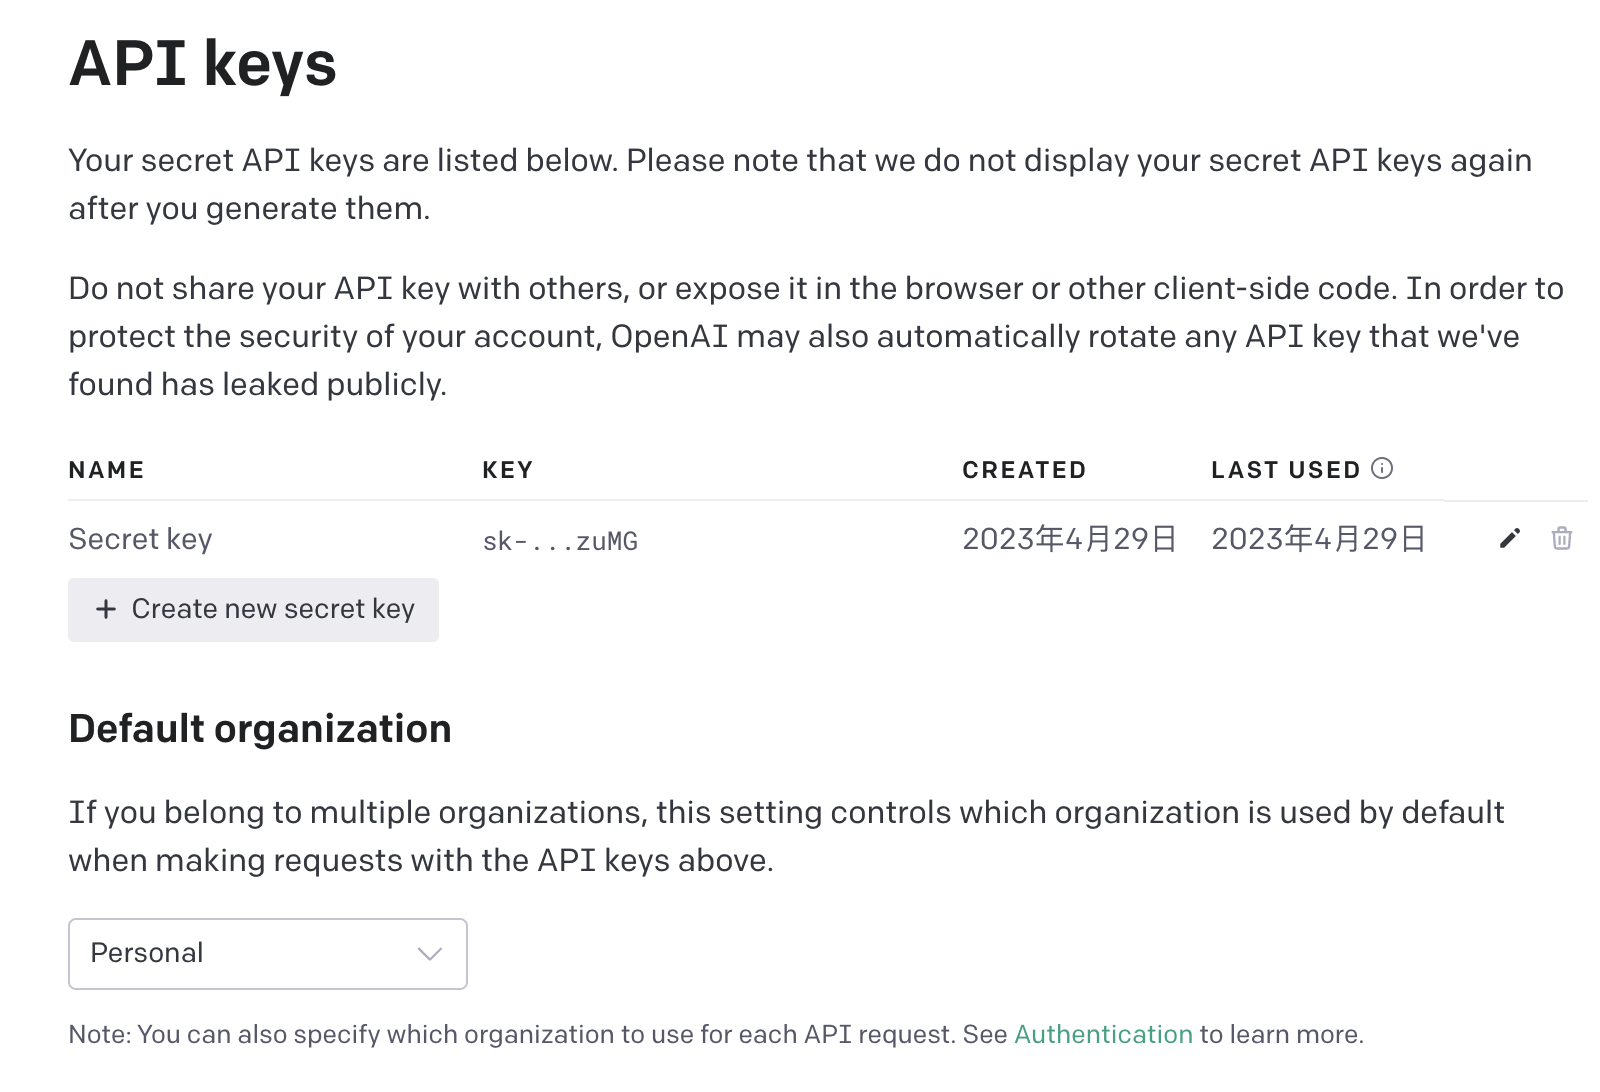 API keys
Your secret API keys are listed below. Please note that we do not display your secret API keys again
after you generate them.
Do not share your API key with others, or expose it in the browser or other client-side code. In order to
protect the security of your account, OpenAI may also automatically rotate any API key that we've
found has leaked publicly.
NAME KEY CREATED LAST USED
Secret key sk-...zuMG 2023年4月29日 2023年4月29日
+ Create new secret key
Default organization
If you belong to multiple organizations, this setting controls which organization is used by default
when making requests with the API keys above.
Personal
Note: You can also specify which organization to use for each API request. See Authentication to learn more.